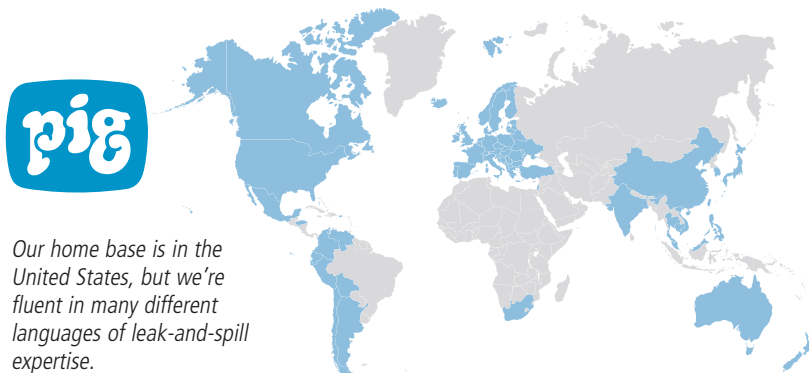 pig
Our home base is in the
United States, but we’re
fluent in many different
languages of leak-and-spill
expertise.